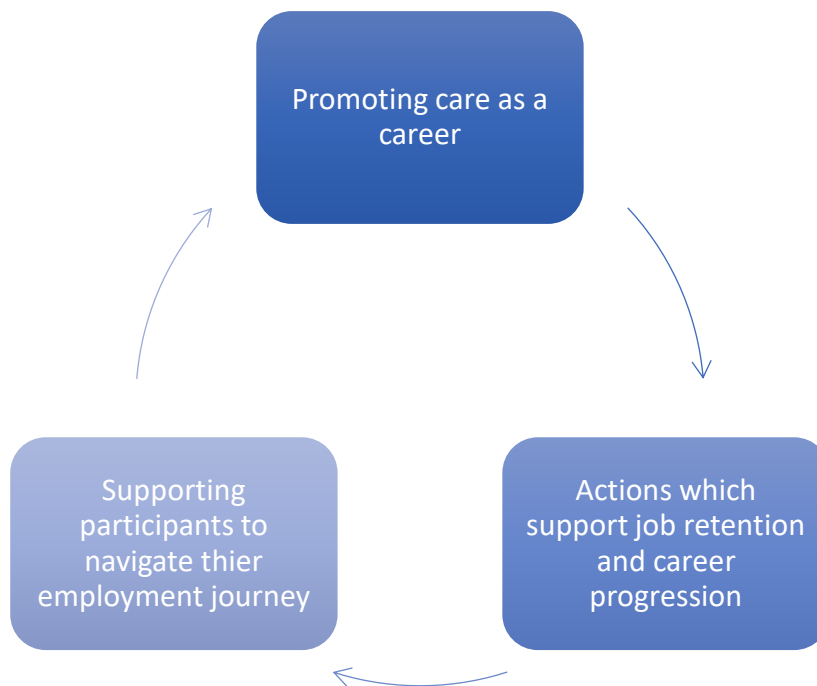 Promoting care as a
career
Actions which
support job retention
and career
progression
Supporting
participants to
navigate thier
employment journey